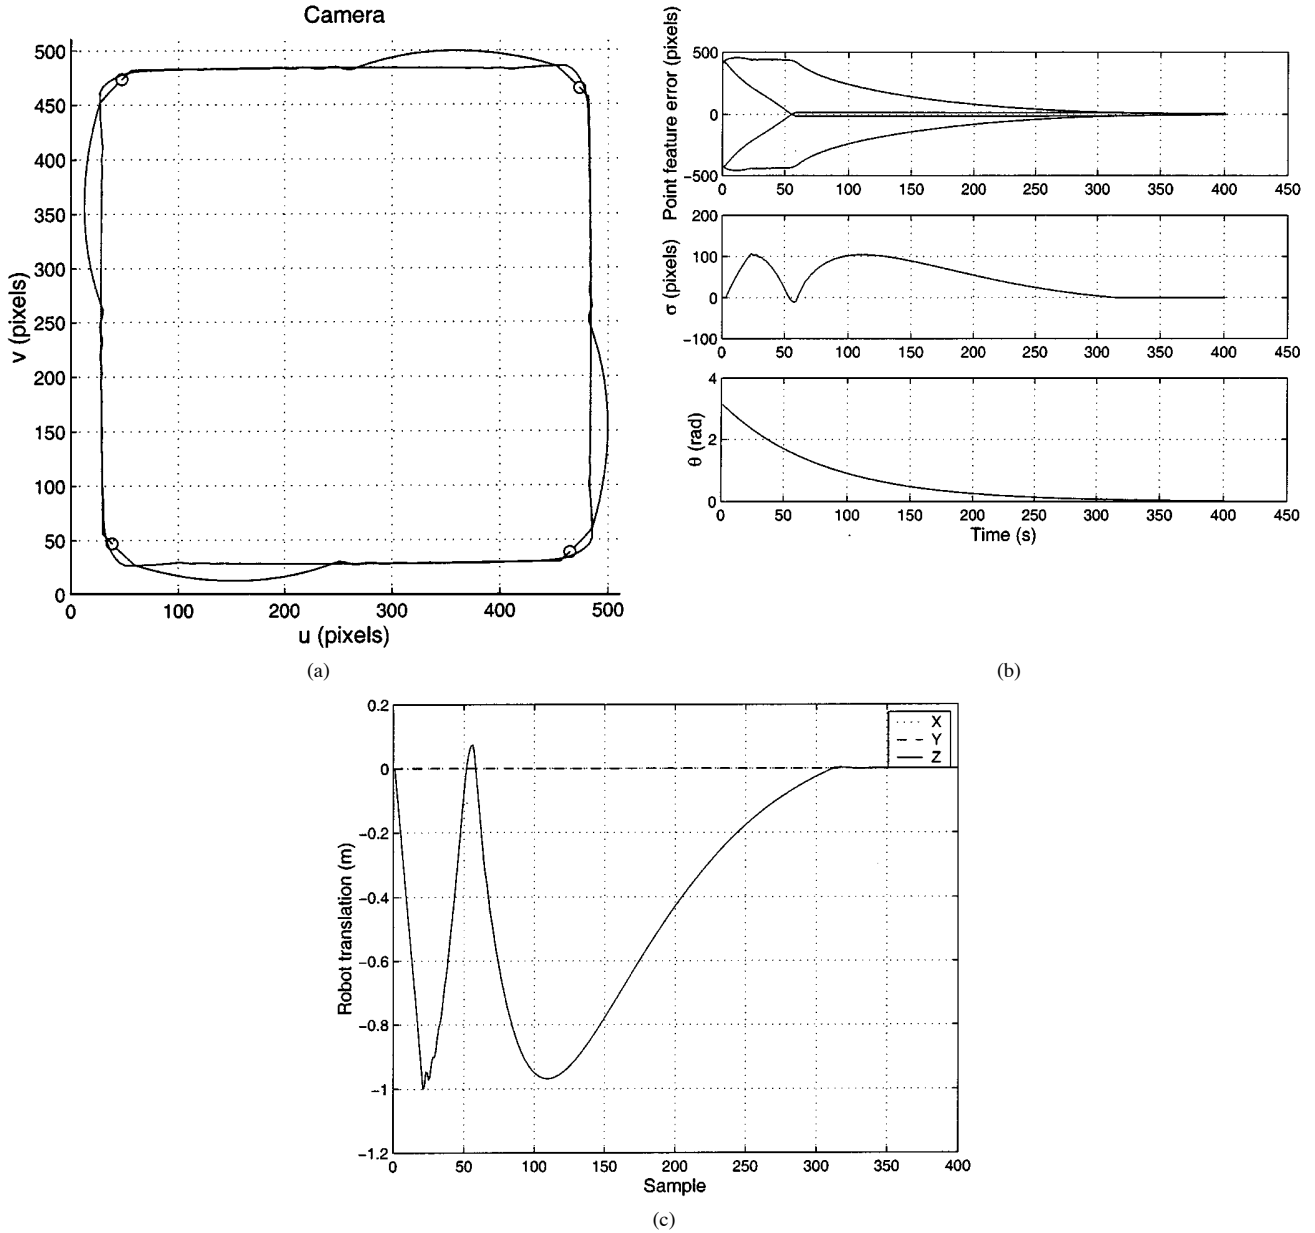 Camera
500
450
400
350
300
250
200
150
100
50
0
v (pixels)
0 100 200 300 400 500
u (pixels)
(a)
Point feature error (pixels)
500
0
−500
0 50 100 150 200 250 300 350 400 450
σ (pixels)
200
100
0
−100
0 50 100 150 200 250 300 350 400 450
θ (rad)
4
2
0
0 50 100 150 200 250 300 350 400 450
Time (s)
(b)
Robot translation (m)
0.2
0
−0.2
−0.4
−0.6
−0.8
−1
−1.2
X
Y
Z
0 50 100 150 200 250 300 350 400
Sample
(c)